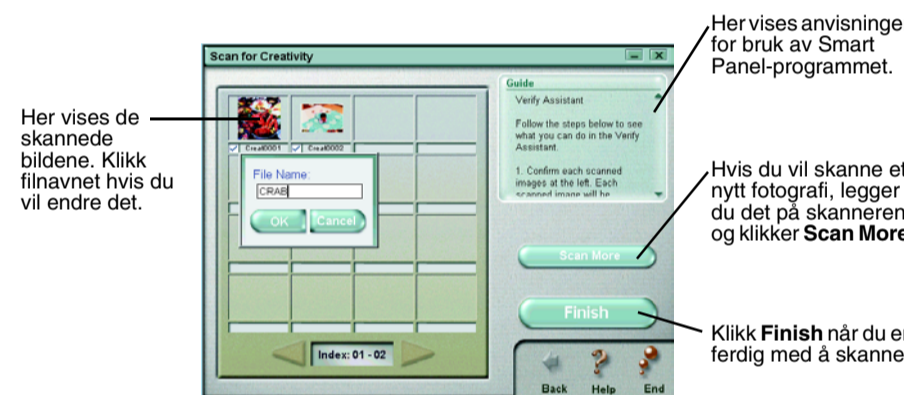 Her vises de
skannede
bildene. Klikk
filnavnet hvis du
vil endre det.
Scan for Creativity
Creat0001
Creat0002
File Name:
CRAB
OK
Cancel
Index: 01 - 02
Guide
Verify Assistant
Follow the steps below to see
what you can do in the Verify
Assistant.
1. Confirm each scanned
images at the left. Each
scanned image will be
Scan More
Finish
Back
Help
End
Her vises anvisninge
for bruk av Smart
Panel-programmet.
Hvis du vil skanne et
nytt fotografi, legger
du det på skanneren
og klikker Scan More
Klikk Finish når du er
ferdig med å skanne